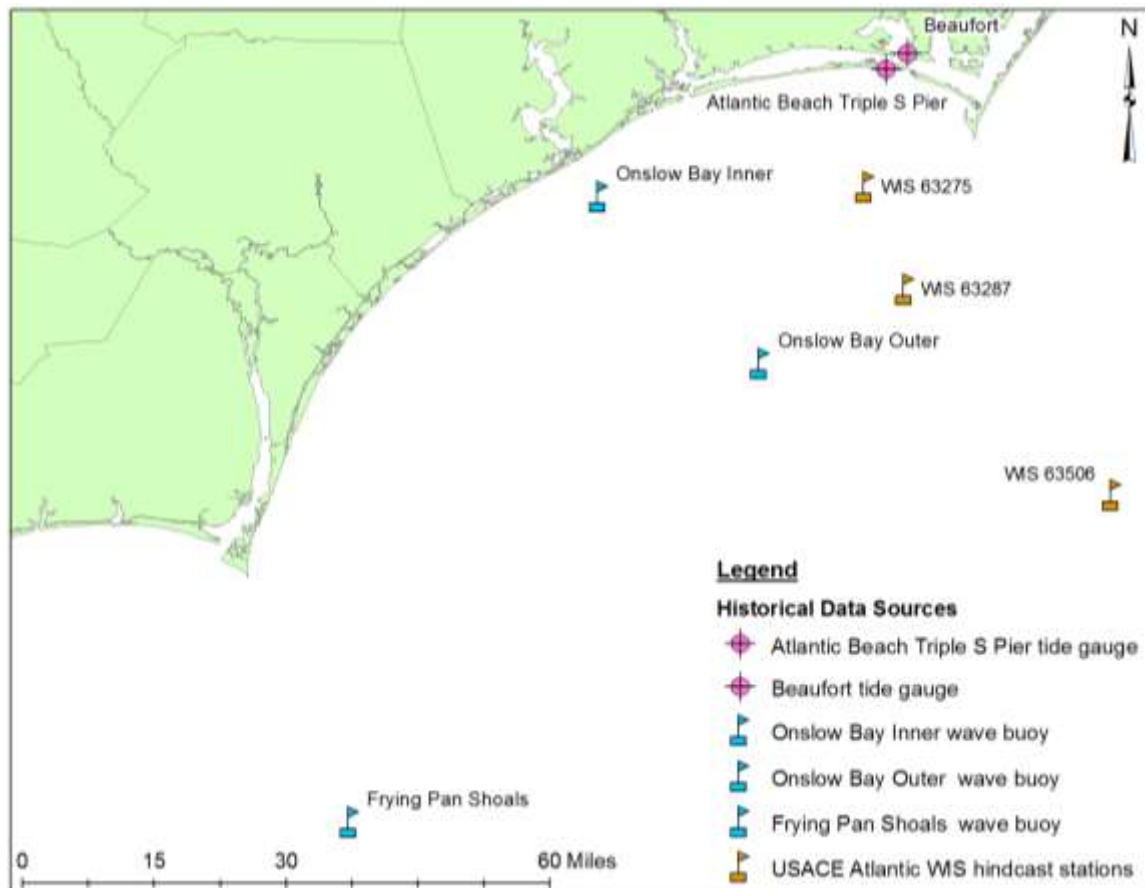 Beaufort
N
Atlantic Beach Triple S Pier
Onslow Bay Inner
WIS 63275
WIS 63287
Onslow Bay Outer
WIS 63506
Legend
Historical Data Sources
Atlantic Beach Triple S Pier tide gauge
Beaufort tide gauge
Onslow Bay Inner wave buoy
Onslow Bay Outer wave buoy
Frying Pan Shoals wave buoy
USACE Atlantic WIS hindcast stations
Frying Pan Shoals
0 15 30 60 Miles